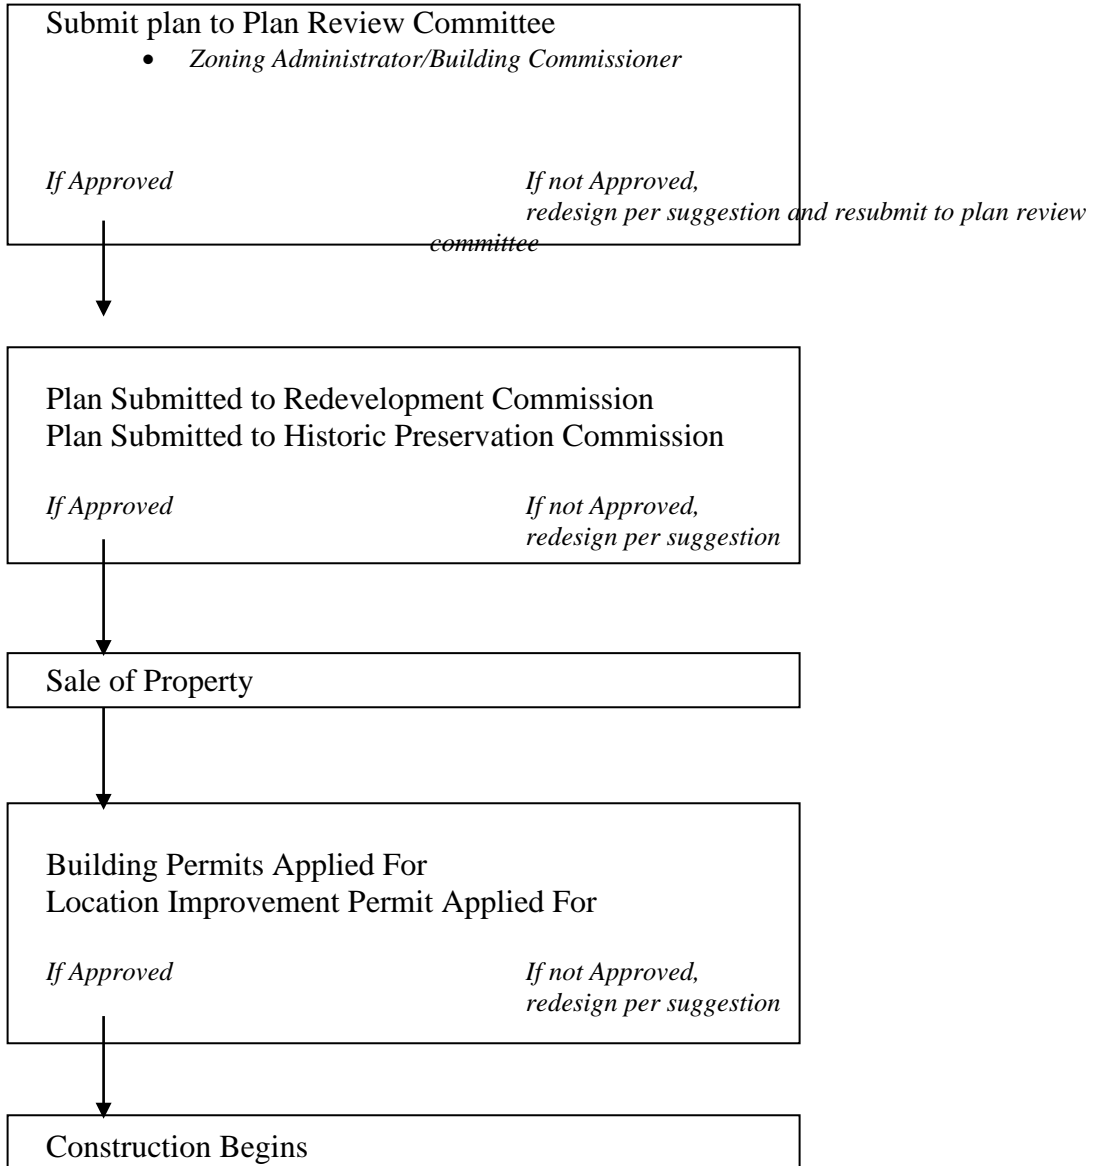 Submit plan to Plan Review Committee
• Zoning Administrator/Building Commissioner
If Approved
If not Approved,
redesign per suggestion and resubmit to plan review
committee
Plan Submitted to Redevelopment Commission
Plan Submitted to Historic Preservation Commission
If Approved
If not Approved,
redesign per suggestion
Sale of Property
Building Permits Applied For
Location Improvement Permit Applied For
If Approved
If not Approved,
redesign per suggestion
Construction Begins